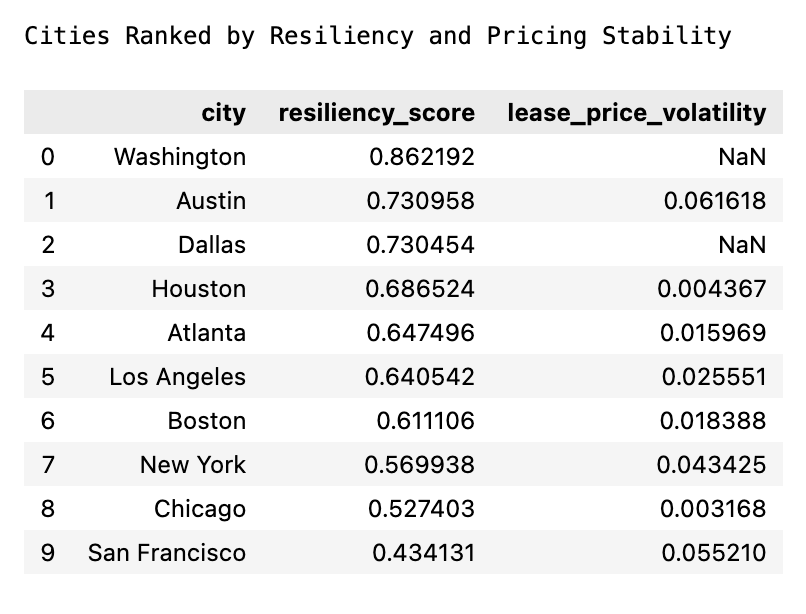 Cities Ranked by Resiliency and Pricing Stability
city resiliency_score lease_price_volatility
0 Washington 0.862192 NaN
1 Austin 0.730958 0.061618
2 Dallas 0.730454 NaN
3 Houston 0.686524 0.004367
4 Atlanta 0.647496 0.015969
5 Los Angeles 0.640542 0.025551
6 Boston 0.611106 0.018388
7 New York 0.569938 0.043425
8 Chicago 0.527403 0.003168
9 San Francisco 0.434131 0.055210